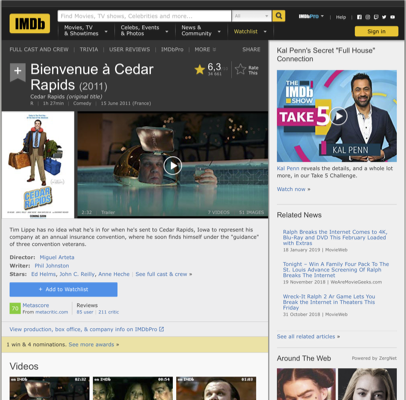 IMDb
Find Movies, TV shows, Celebrities and more...
All
IMDbPro
Help
Movies, TV
& Showtimes
Celebs, Events
& Photos
News &
Community
Watchlist
Sign in
FULL CAST AND CREW | TRIVIA | USER REVIEWS | IMDbPro | MORE
SHARE
Bienvenue à Cedar
Rapids (2011)
Cedar Rapids (original title)
R | 1h 27min | Comedy | 15 June 2011 (France)
6,3
Rate
This
CEDAR
RAPIDS
2:32 | Trailer
7 VIDEOS | 51 IMAGES
Tim Lippe has no idea what he's in for when he's sent to Cedar Rapids, Iowa to represent his
company at an annual insurance convention, where he soon finds himself under the "guidance"
of three convention veterans.
Director: Miguel Arteta
Writer: Phil Johnston
Stars: Ed Helms, John C. Reilly, Anne Heche | See full cast & crew »
+ Add to Watchlist
Metascore
From metacritic.com
Reviews
85 user | 211 critic
View production, box office, & company info on IMDbPro
1 win & 4 nominations. See more awards »
Videos
Kal Penn's Secret "Full House"
Connection
THE
IMDb
SHOW
TAKE 5
KAL PENN
Kal Penn reveals the details, and a whole lot
more, in our Take 5 Challenge.
Watch now »
Related News
Ralph Breaks the Internet Comes to 4K,
Blu-Ray and DVD This February Loaded
with Extras
18 January 2019 | MovieWeb
Tonight – Win A Family Four Pack To The
St. Louis Advance Screening Of Ralph
Breaks The Internet
19 November 2018 | WeAreMovieGeeks.com
Wreck-It Ralph 2 Ar Game Lets You
Break the Internet in Theaters This
Friday
31 October 2018 | MovieWeb
See all related articles »
Around The Web
Powered by ZergNet